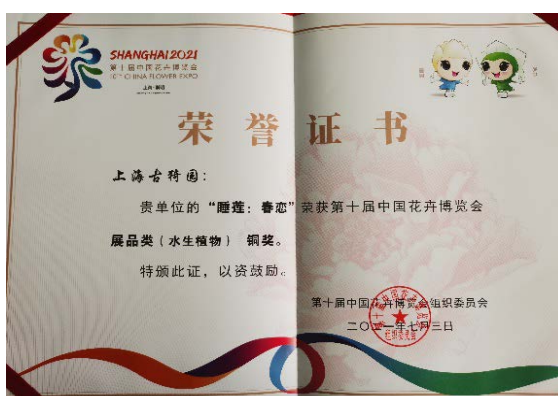 SHANGHAI 2021
第十届中国花卉博览会
10TH CHINA FLOWER EXPO
上海·崇明
荣誉证书
上海古猗园：
贵单位的“睡莲：春恋”荣获第十届中国花卉博览会
展品类（水生植物） 铜奖。
特颁此证，以资鼓励。
第十届中国花卉博览会组织委员会
二〇二一年七月三日